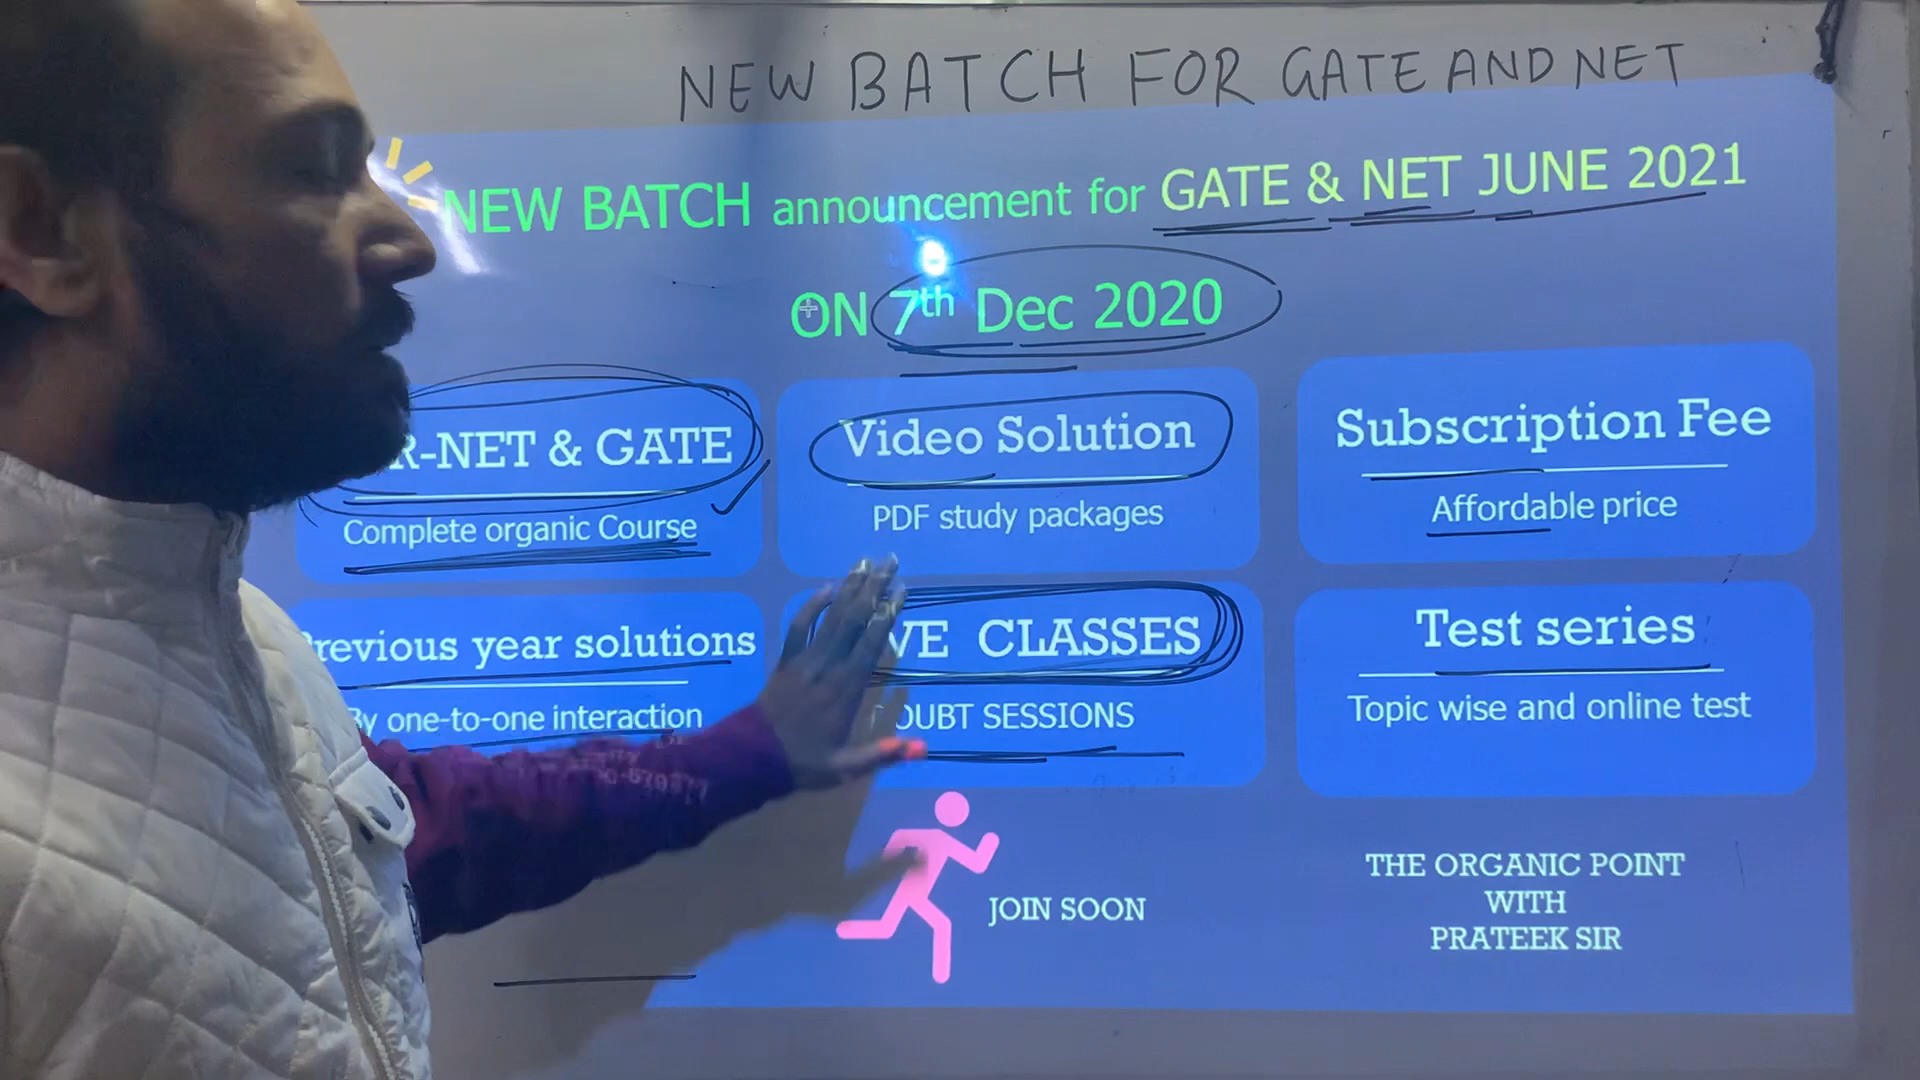 NEW BATCH FOR GATE AND NET
NEW BATCH announcement for GATE & NET JUNE 2021
ON 7th Dec 2020
R-NET & GATE
Complete organic Course
Video Solution
PDF study packages
Subscription Fee
Affordable price
revious year solutions
By one-to-one interaction
VE CLASSES
OUBT SESSIONS
Test series
Topic wise and online test
JOIN SOON
THE ORGANIC POINT
WITH
PRATEEK SIR